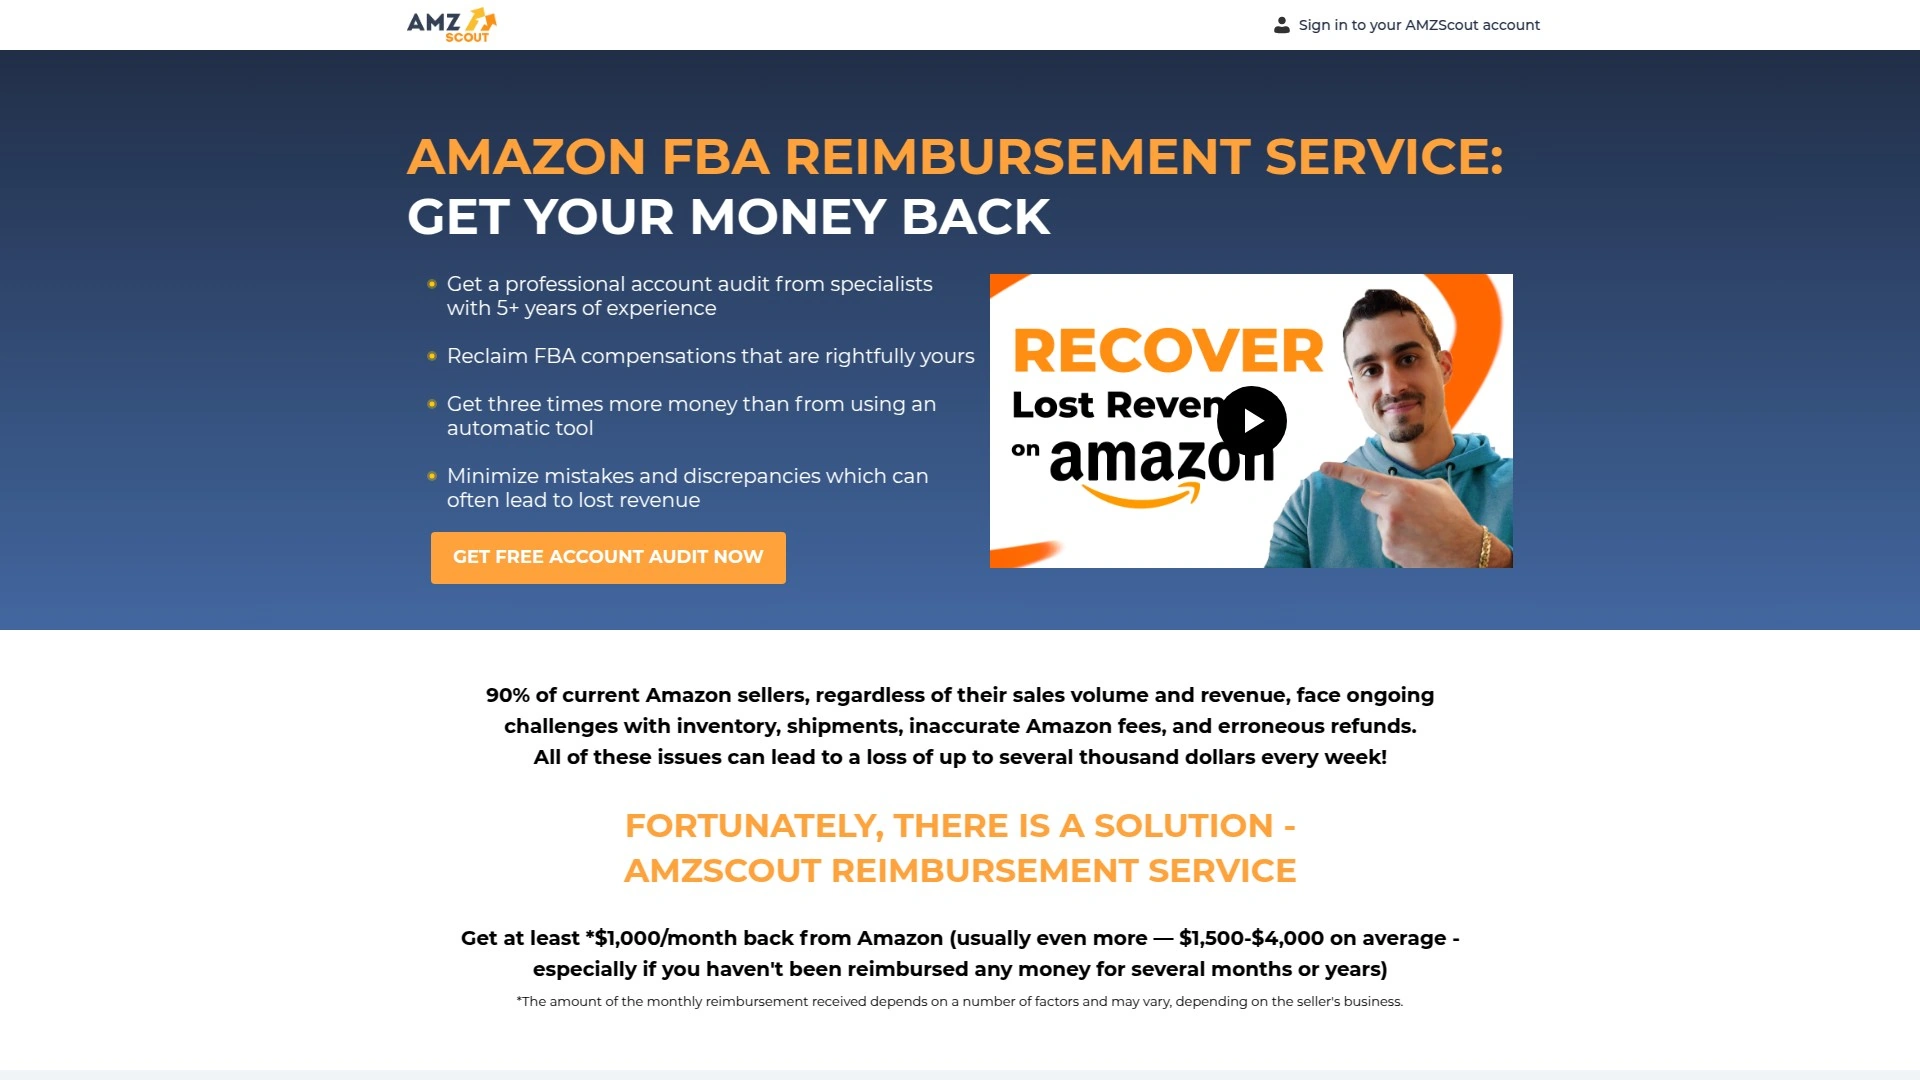 AMZ
SCOUT
Sign in to your AMZScout account
AMAZON FBA REIMBURSEMENT SERVICE:
GET YOUR MONEY BACK
Get a professional account audit from specialists
with 5+ years of experience
Reclaim FBA compensations that are rightfully yours
Get three times more money than from using an
automatic tool
Minimize mistakes and discrepancies which can
often lead to lost revenue
GET FREE ACCOUNT AUDIT NOW
RECOVER
Lost Reven
on amazon
90% of current Amazon sellers, regardless of their sales volume and revenue, face ongoing
challenges with inventory, shipments, inaccurate Amazon fees, and erroneous refunds.
All of these issues can lead to a loss of up to several thousand dollars every week!
FORTUNATELY, THERE IS A SOLUTION -
AMZSCOUT REIMBURSEMENT SERVICE
Get at least *$1,000/month back from Amazon (usually even more — $1,500-$4,000 on average -
especially if you haven't been reimbursed any money for several months or years)
*The amount of the monthly reimbursement received depends on a number of factors and may vary, depending on the seller's business.